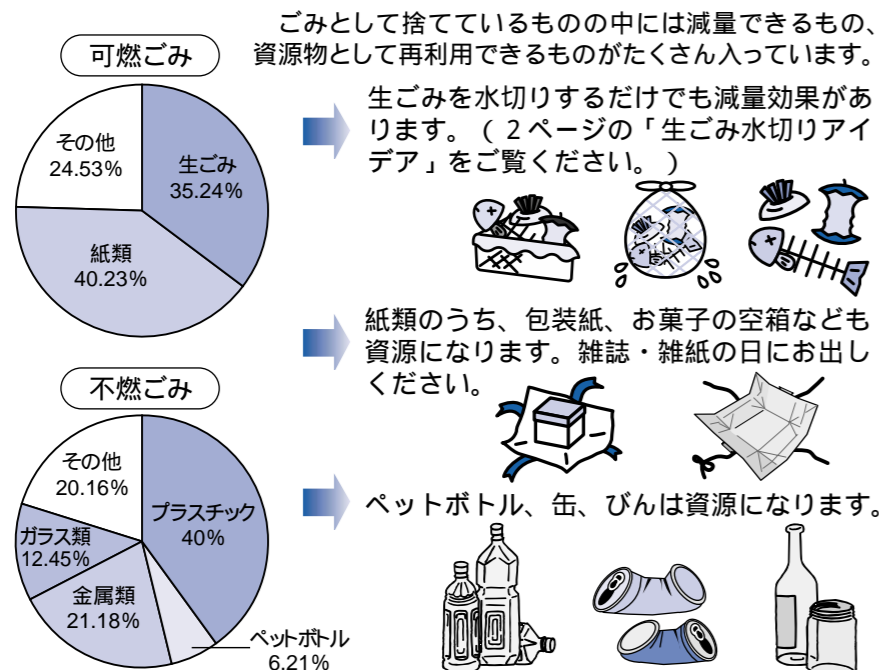 ごみとして捨てているものの中には減量できるもの、
資源物として再利用できるものがたくさん入っています。
可燃ごみ
その他
24.53%
生ごみ
35.24%
紙類
40.23%
生ごみを水切りするだけでも減量効果があ
ります。(2ページの「生ごみ水切りアイ
デア」をご覧ください。)
紙類のうち、包装紙、お菓子の空箱なども
資源になります。雑誌・雑紙の日にお出し
ください。
不燃ごみ
その他
20.16%
プラスチック
40%
ガラス類
12.45%
金属類
21.18%
ペットボトル
6.21%
ペットボトル、缶、びんは資源になります。